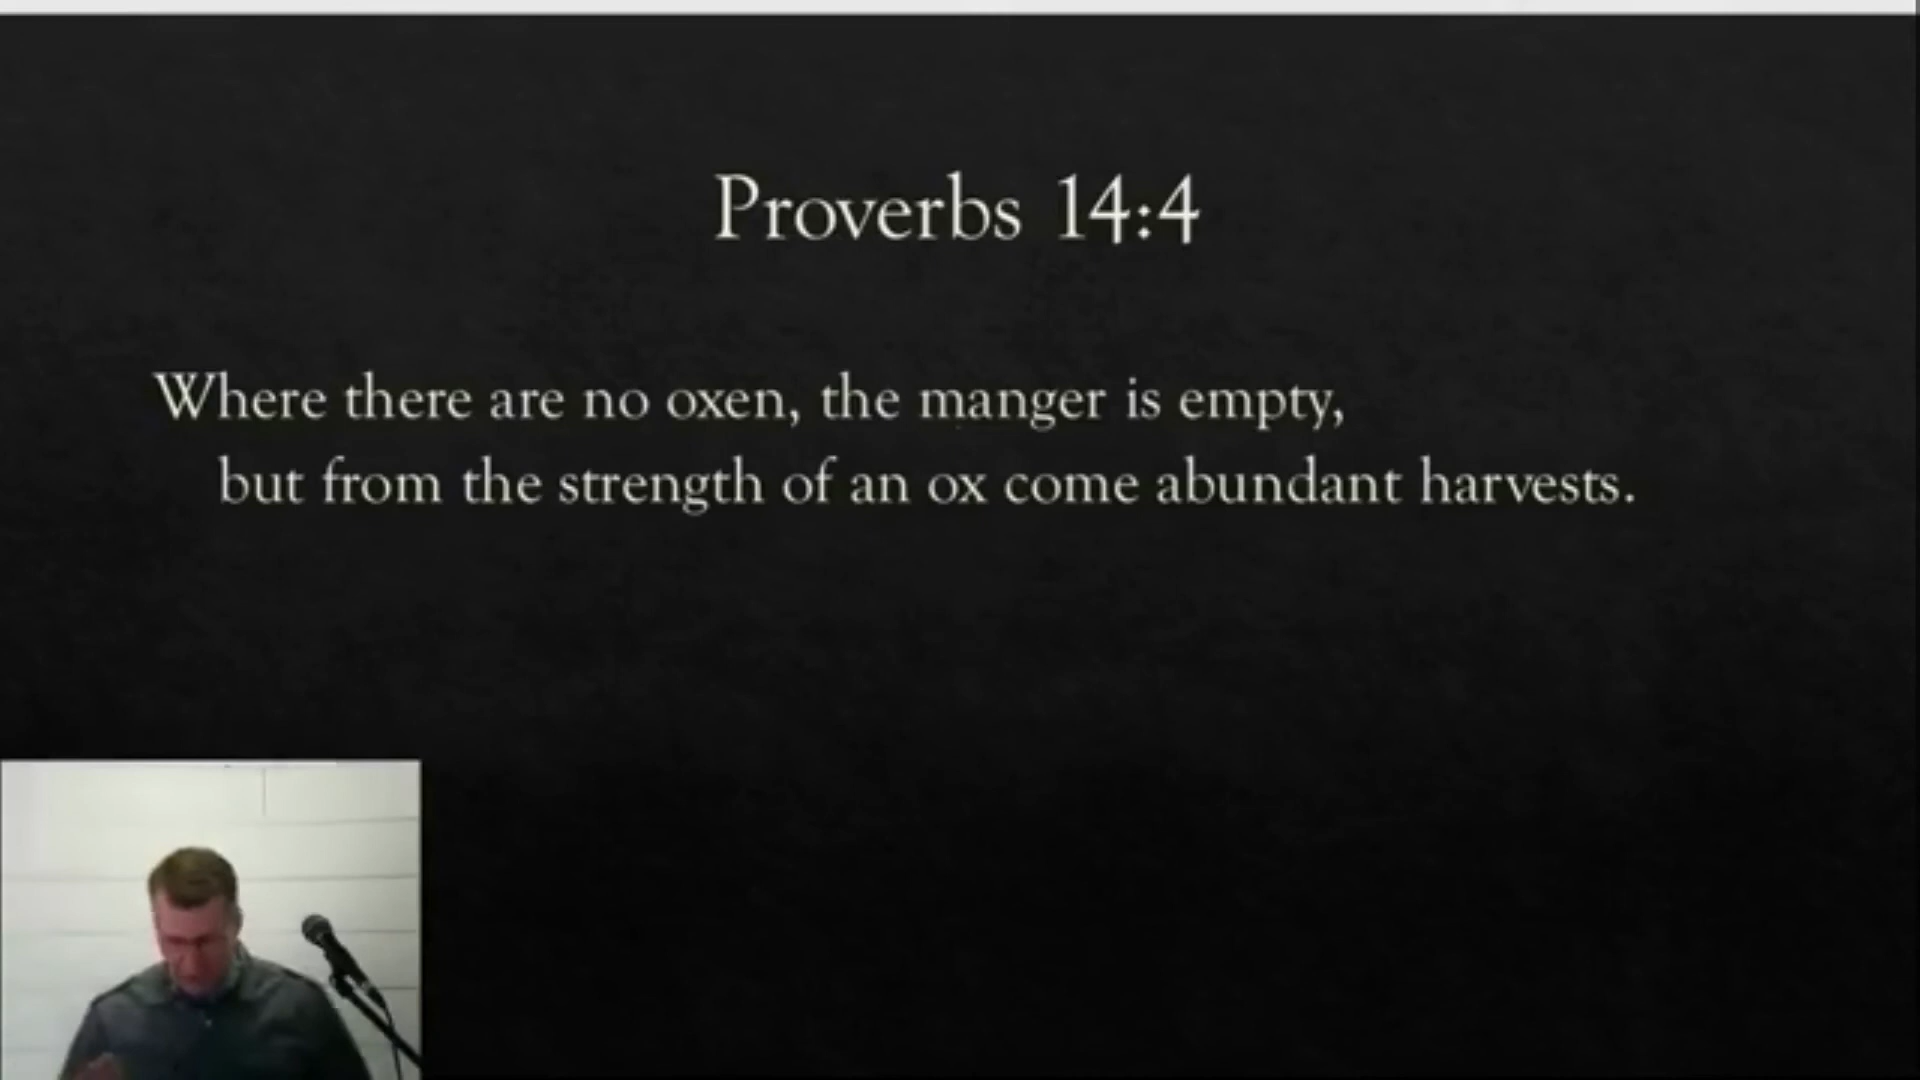 Proverbs 14:4
Where there are no oxen, the manger is empty,
but from the strength of an ox come abundant harvests.